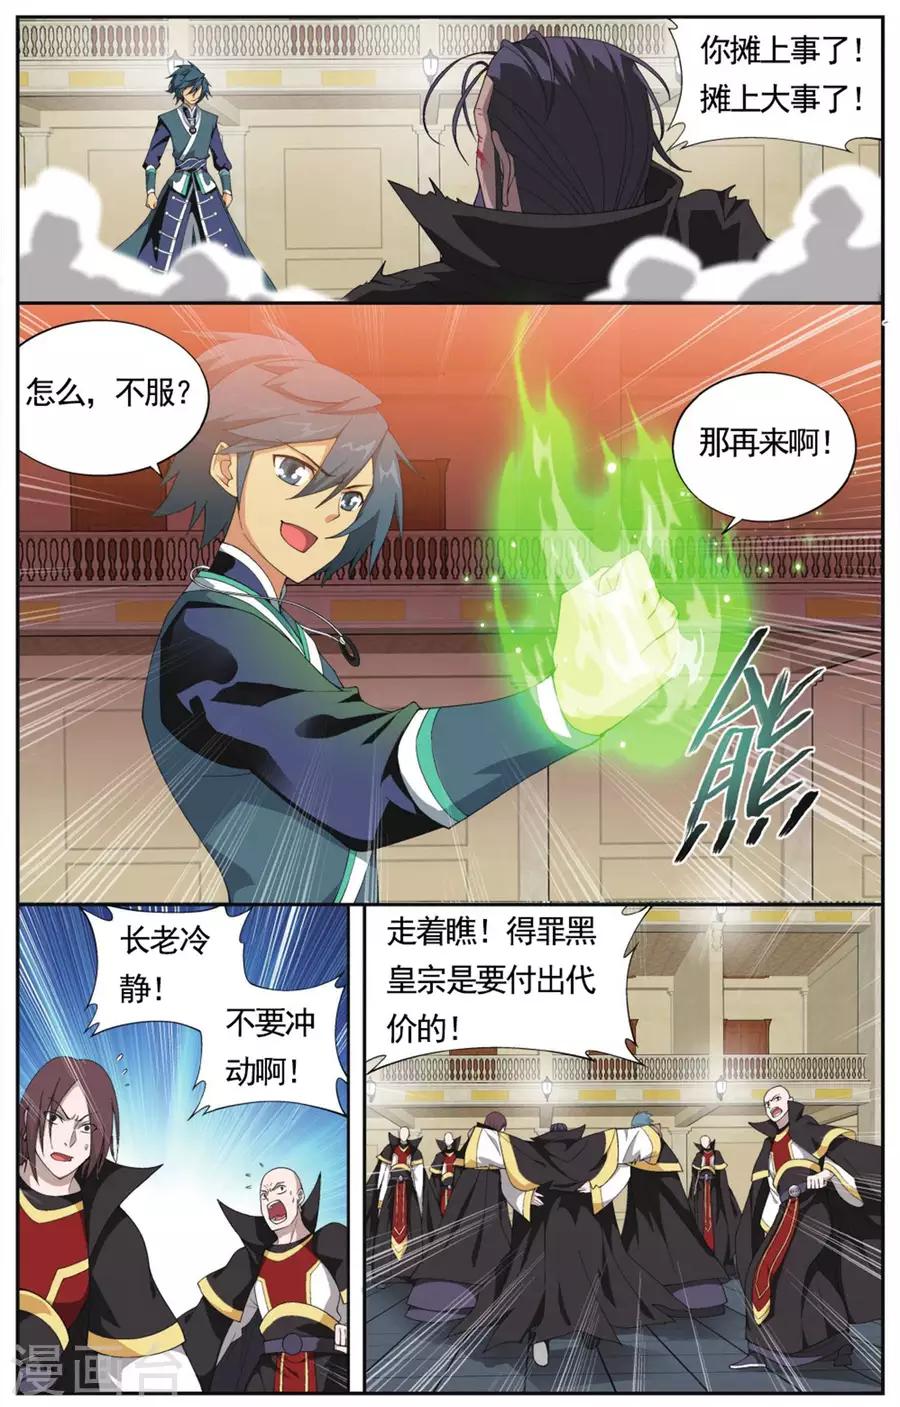 你摊上事了！
摊上大事了！
怎么，不服？
那再来啊！
熊
长老冷
静！
不要冲
动啊！
走着瞧！得罪黑
皇宗是要付出代
价的！
漫画台